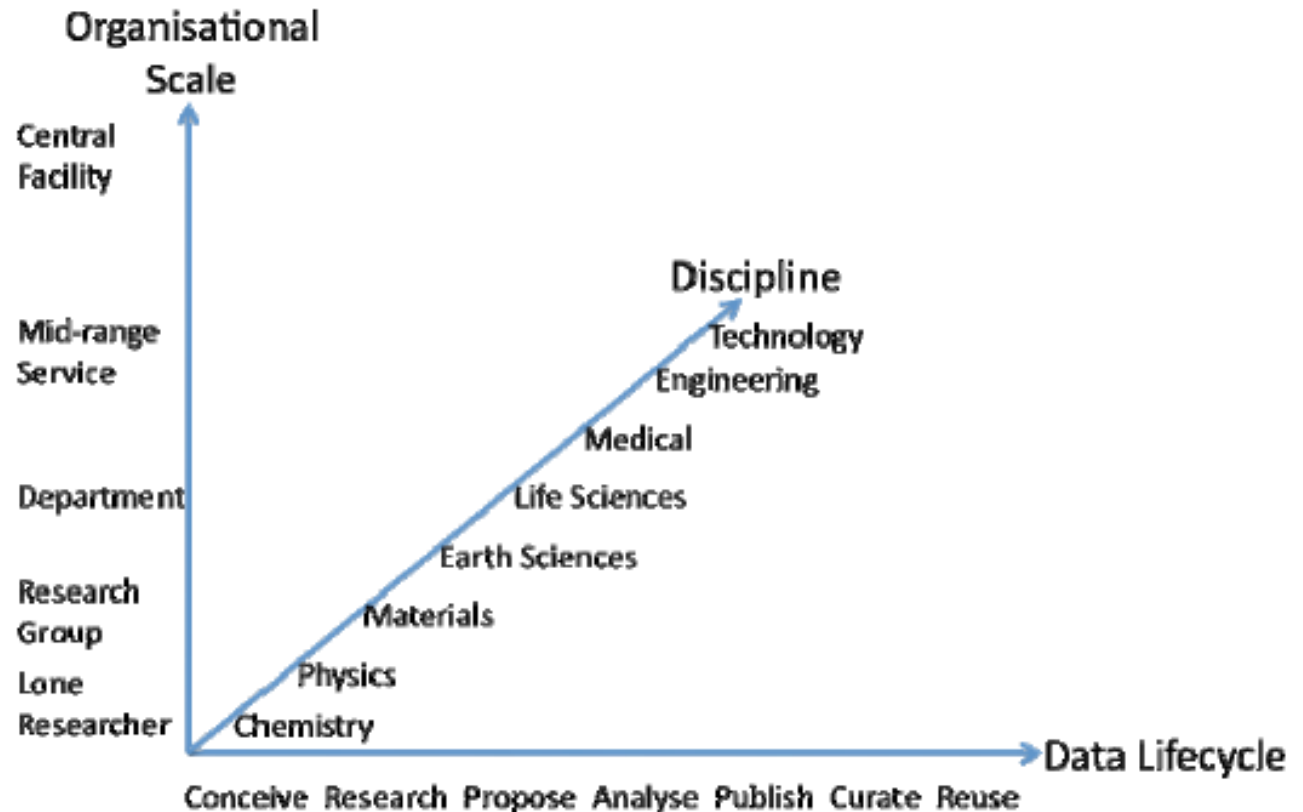 Organisational
Scale
Central
Facility
Discipline
Mid-range
Service
Technology
Engineering
Medical
Department
Life Sciences
Earth Sciences
Research
Group
Materials
Lone
Researcher
Physics
Chemistry
Data Lifecycle
Conceive Research Propose Analyse Publish Curate Reuse